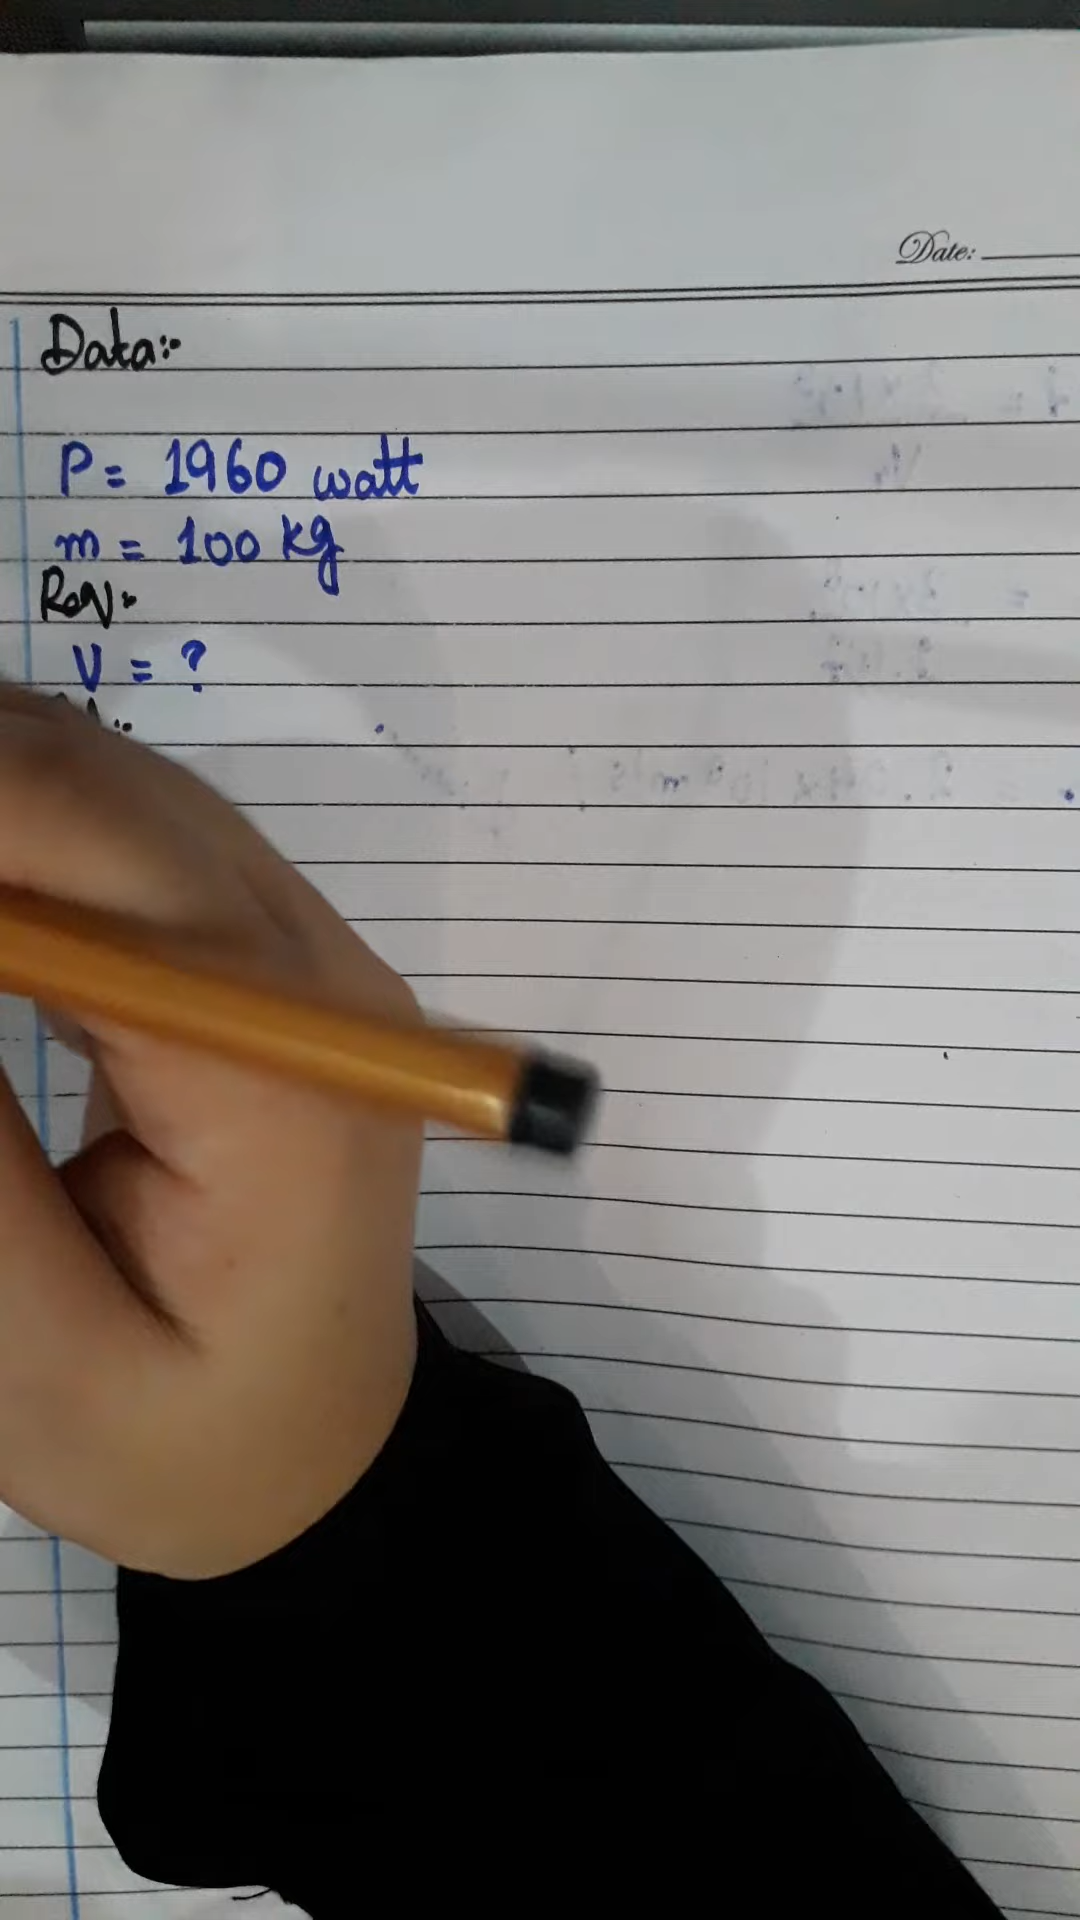 Date:
Data:-
P = 1960 watt
m = 100 kg
Req:
V = ?